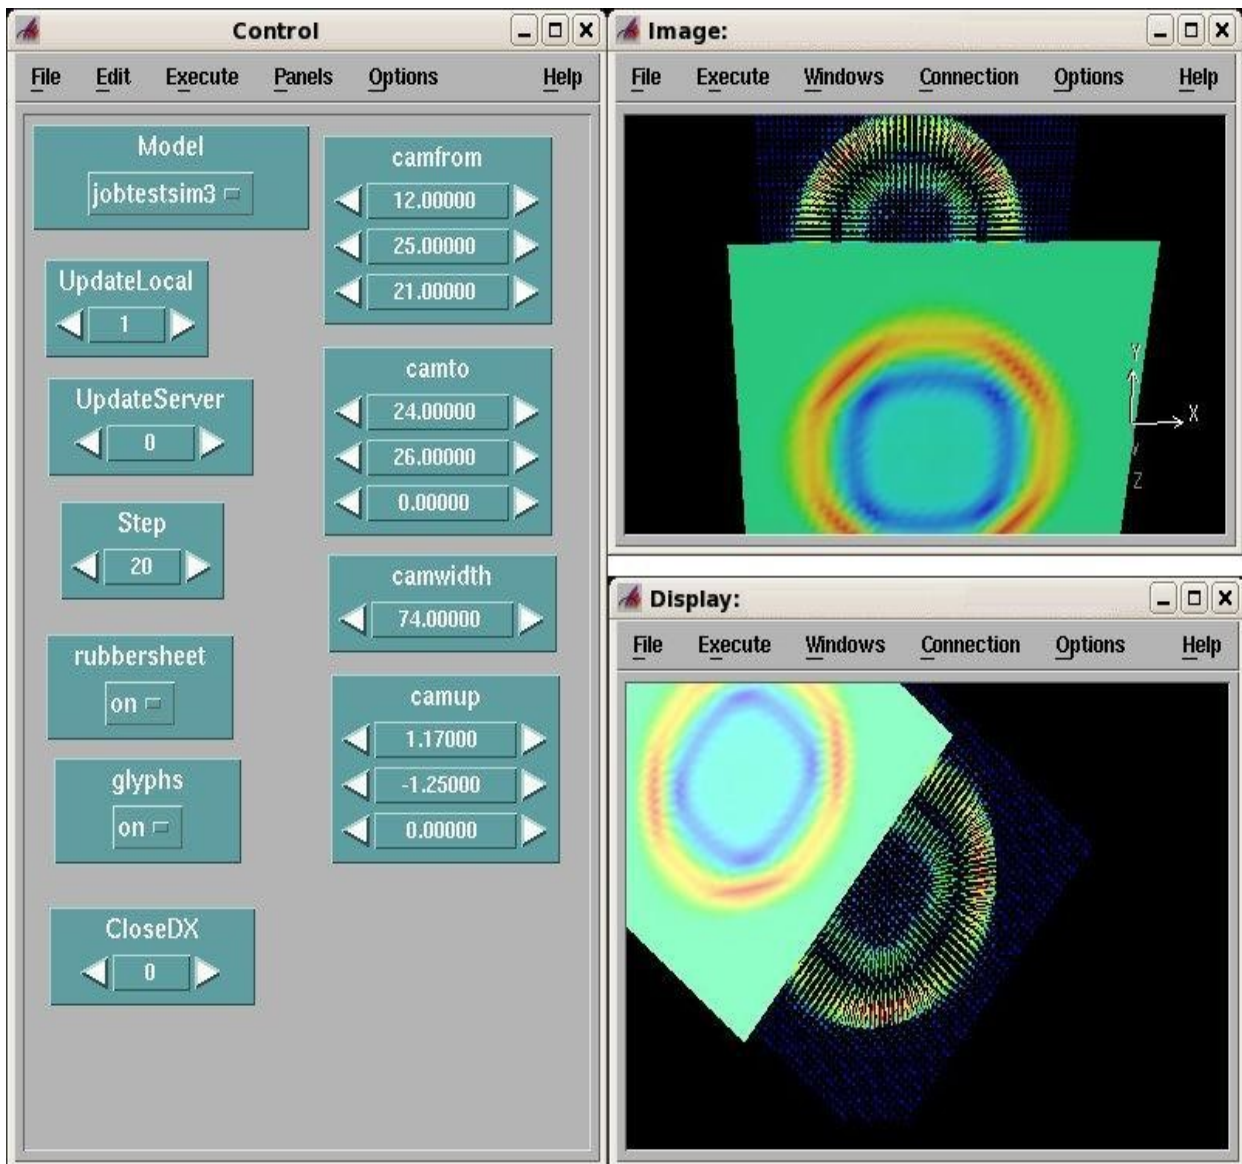 Control
File Edit Execute Panels Options Help
Model
jobtestsim3
UpdateLocal
1
UpdateServer
0
Step
20
rubbersheet
on
glyphs
on
CloseDX
0
camfrom
12.00000
25.00000
21.00000
camto
24.00000
26.00000
0.00000
camwidth
74.00000
camup
1.17000
-1.25000
0.00000
Image:
File Execute Windows Connection Options Help
Y
X
Z
Display:
File Execute Windows Connection Options Help